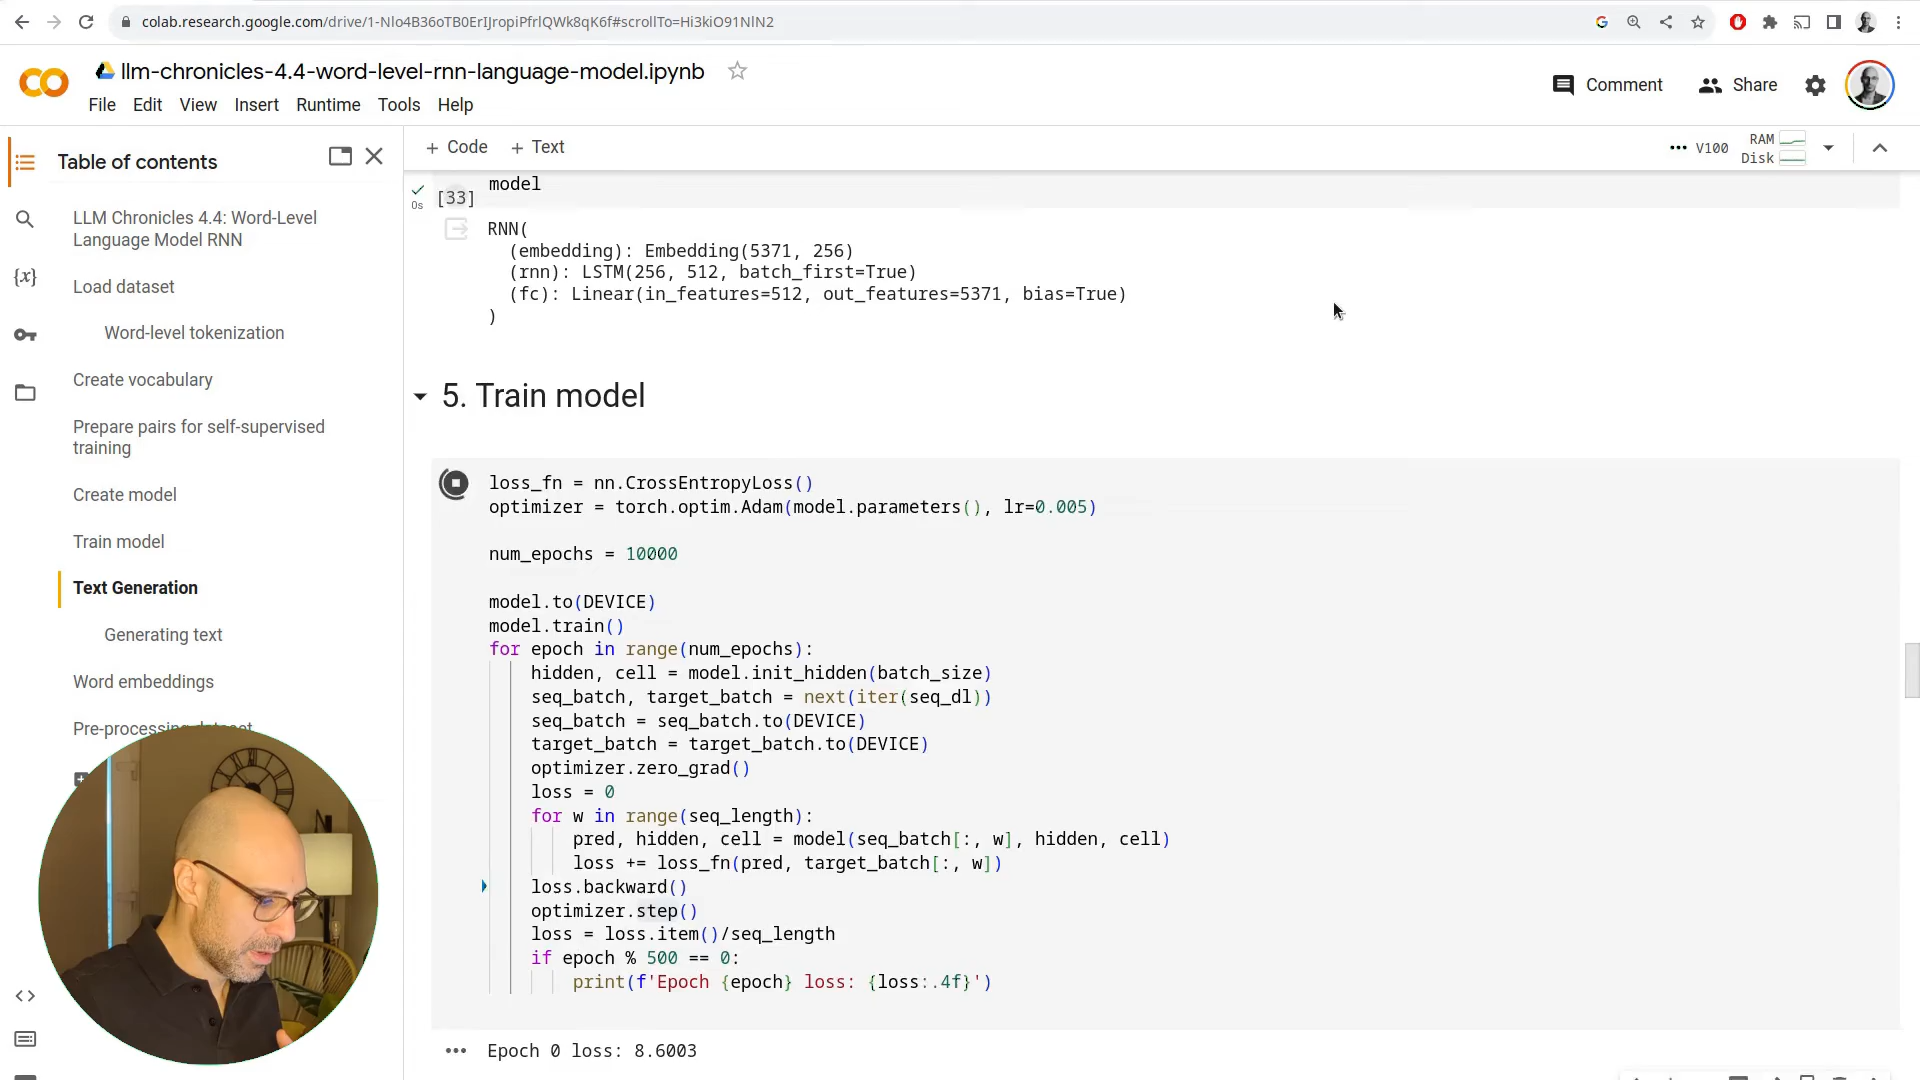 colab.research.google.com/drive/1-Nlo4B36oTB0ErIJropiPfrlQWk8qK6f#scrollTo=Hi3kiO91NlN2
llm-chronicles-4.4-word-level-rnn-language-model.ipynb
File Edit View Insert Runtime Tools Help
Comment
Share
Table of contents
LLM Chronicles 4.4: Word-Level
Language Model RNN
Load dataset
Word-level tokenization
Create vocabulary
Prepare pairs for self-supervised
training
Create model
Train model
Text Generation
Generating text
Word embeddings
Pre-processing dataset
{x}
+ Code + Text
V100
RAM
Disk
0s
[33]
model
RNN(
(embedding): Embedding(5371, 256)
(rnn): LSTM(256, 512, batch_first=True)
(fc): Linear(in_features=512, out_features=5371, bias=True)
)
5. Train model
loss_fn = nn.CrossEntropyLoss()
optimizer = torch.optim.Adam(model.parameters(), lr=0.005)
num_epochs = 10000
model.to(DEVICE)
model.train()
for epoch in range(num_epochs):
hidden, cell = model.init_hidden(batch_size)
seq_batch, target_batch = next(iter(seq_dl))
seq_batch = seq_batch.to(DEVICE)
target_batch = target_batch.to(DEVICE)
optimizer.zero_grad()
loss = 0
for w in range(seq_length):
pred, hidden, cell = model(seq_batch[:, w], hidden, cell)
loss += loss_fn(pred, target_batch[:, w])
loss.backward()
optimizer.step()
loss = loss.item()/seq_length
if epoch % 500 == 0:
print(f'Epoch {epoch} loss: {loss:.4f}')
Epoch 0 loss: 8.6003